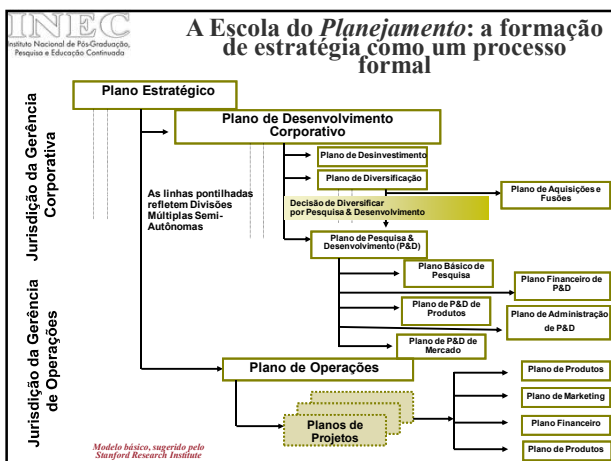 INEC
Instituto Nacional de Pós-Graduação,
Pesquisa e Educação Continuada
A Escola do Planejamento: a formação
de estratégia como um processo
formal
Jurisdição da Gerência
Corporativa
Jurisdição da Gerência
de Operações
Plano Estratégico
Plano de Desenvolvimento
Corporativo
Plano de Desinvestimento
Plano de Diversificação
Plano de Aquisições e
Fusões
As linhas pontilhadas
refletem Divisões
Múltiplas Semi-
Autônomas
Decisão de Diversificar
por Pesquisa & Desenvolvimento
Plano de Pesquisa &
Desenvolvimento (P&D)
Plano Básico de
Pesquisa
Plano Financeiro de
P&D
Plano de P&D de
Produtos
Plano de Administração
de P&D
Plano de P&D de
Mercado
Plano de Operações
Plano de Produtos
Plano de Marketing
Planos de
Projetos
Plano Financeiro
Plano de Produtos
Modelo básico, sugerido pelo
Stanford Research Institute